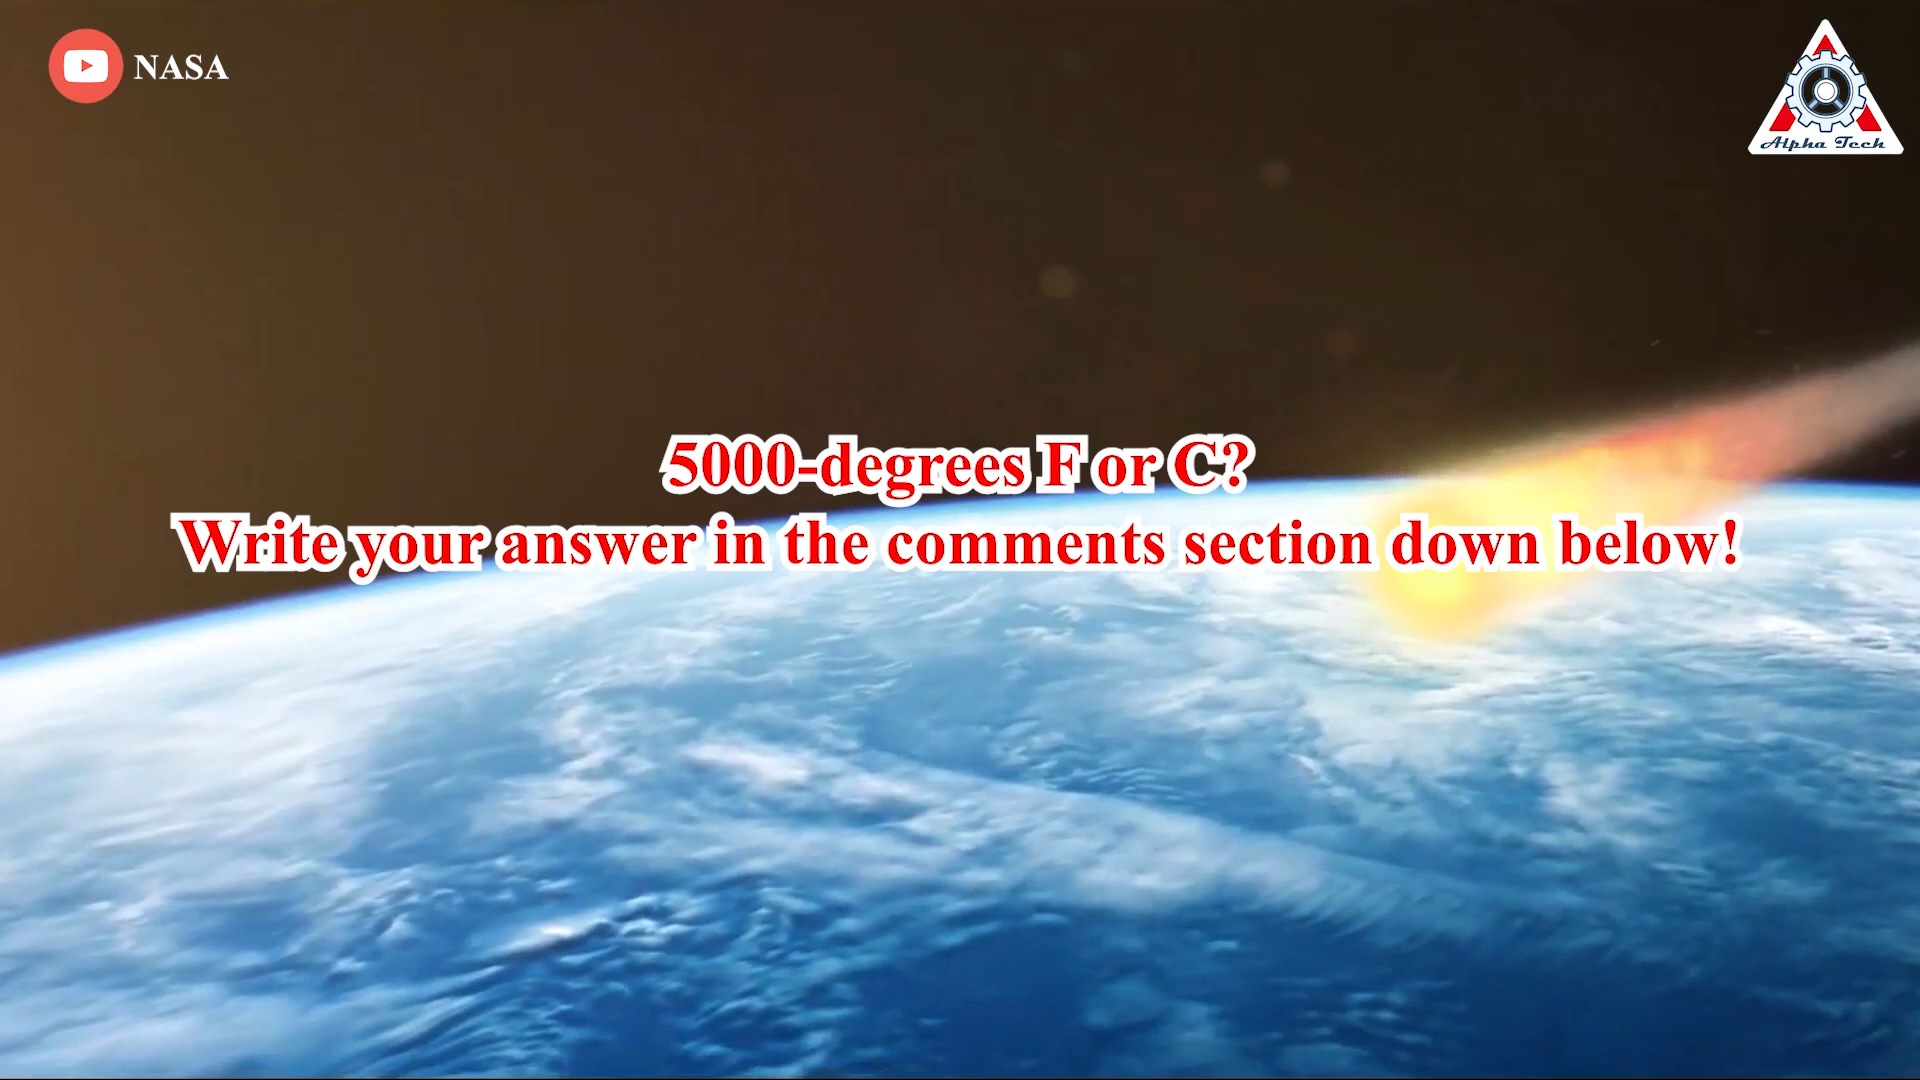 NASA
Alpha Tech
5000-degrees F or C?
Write your answer in the comments section down below!